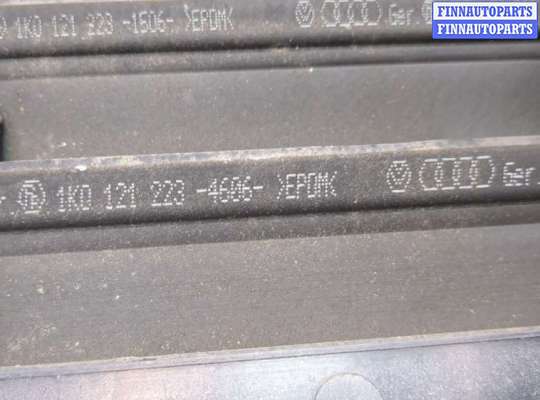 1K0 121 223 -1606- >EPDM< Ger.
FINNAUTOPARTS
FINNAUTOPARTS
1K0 121 223 -4606- >EPDM< Ger.